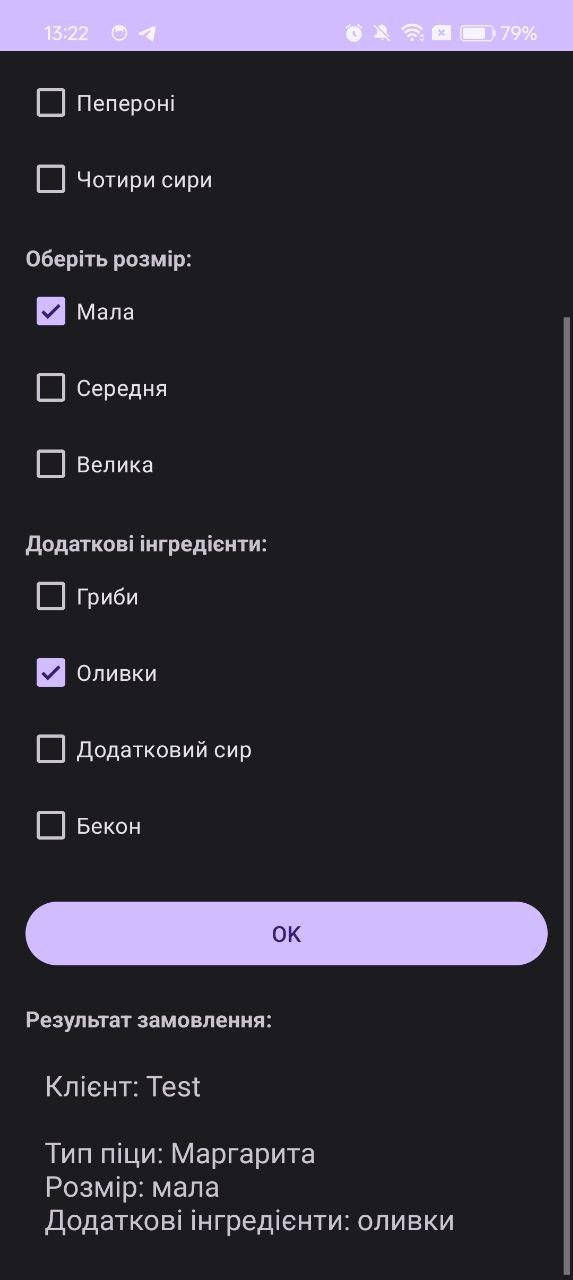 13:22 79%
Пепероні
Чотири сири
Оберіть розмір:
Мала
Середня
Велика
Додаткові інгредієнти:
Гриби
Оливки
Додатковий сир
Бекон
OK
Результат замовлення:
Клієнт: Test
Тип піци: Маргарита
Розмір: мала
Додаткові інгредієнти: оливки